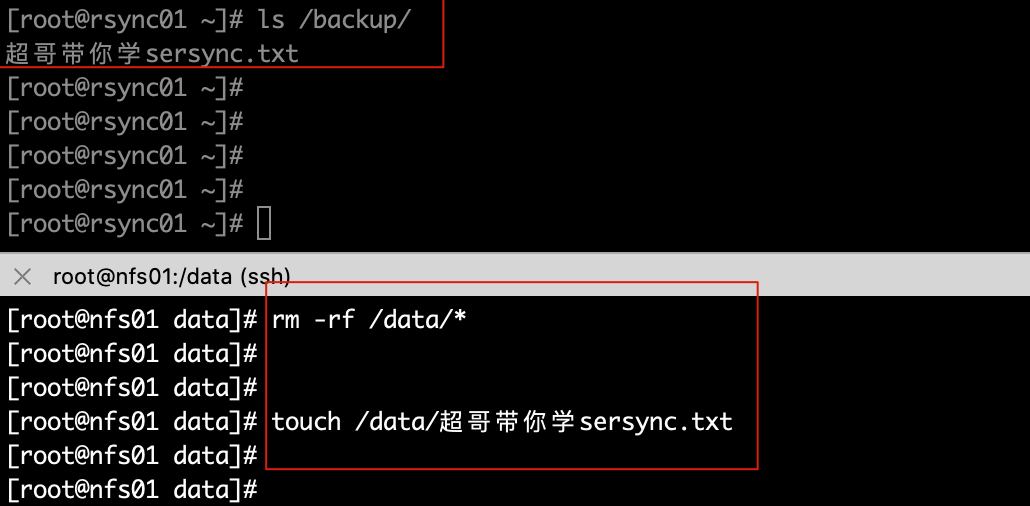 [root@rsync01 ~]# ls /backup/
超哥带你学sersync.txt
[root@rsync01 ~]#
[root@rsync01 ~]#
[root@rsync01 ~]#
[root@rsync01 ~]#
[root@rsync01 ~]#
root@nfs01:/data (ssh)
[root@nfs01 data]# rm -rf /data/*
[root@nfs01 data]#
[root@nfs01 data]#
[root@nfs01 data]# touch /data/超哥带你学sersync.txt
[root@nfs01 data]#
[root@nfs01 data]#